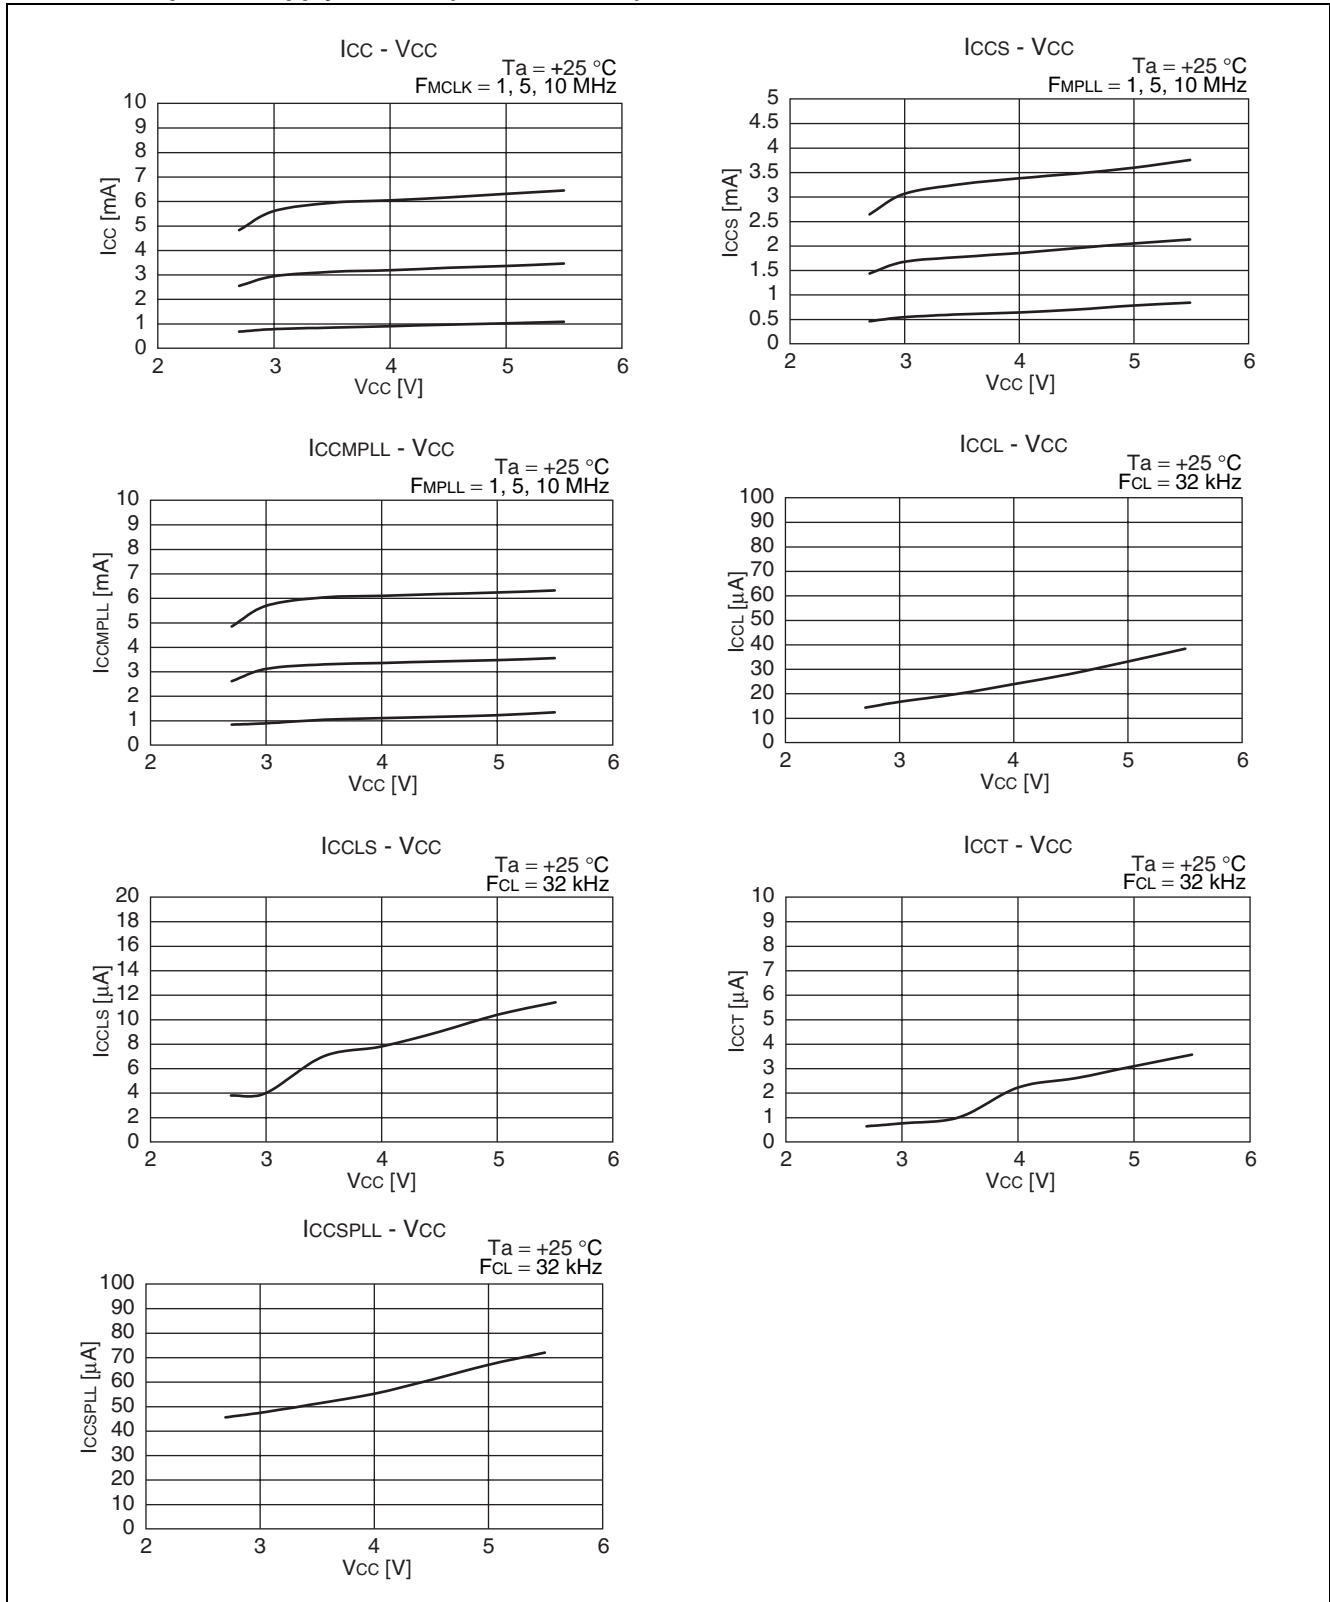 ICC - VCC
Ta = +25 °C
FMCLK = 1, 5, 10 MHz
10
9
8
7
6
5
4
3
2
1
0
ICC [mA]
2 3 4 5 6
VCC [V]
ICCS - VCC
Ta = +25 °C
FMPLL = 1, 5, 10 MHz
5
4.5
4
3.5
3
2.5
2
1.5
1
0.5
0
ICCS [mA]
2 3 4 5 6
VCC [V]
ICCMPLL - VCC
Ta = +25 °C
FMPLL = 1, 5, 10 MHz
10
9
8
7
6
5
4
3
2
1
0
ICCMPLL [mA]
2 3 4 5 6
VCC [V]
ICCL - VCC
Ta = +25 °C
FCL = 32 kHz
100
90
80
70
60
50
40
30
20
10
0
ICCL [μA]
2 3 4 5 6
VCC [V]
ICCLS - VCC
Ta = +25 °C
FCL = 32 kHz
20
18
16
14
12
10
8
6
4
2
0
ICCLS [μA]
2 3 4 5 6
VCC [V]
ICCT - VCC
Ta = +25 °C
FCL = 32 kHz
10
9
8
7
6
5
4
3
2
1
0
ICCT [μA]
2 3 4 5 6
VCC [V]
ICCSPLL - VCC
Ta = +25 °C
FCL = 32 kHz
100
90
80
70
60
50
40
30
20
10
0
ICCSPLL [μA]
2 3 4 5 6
VCC [V]